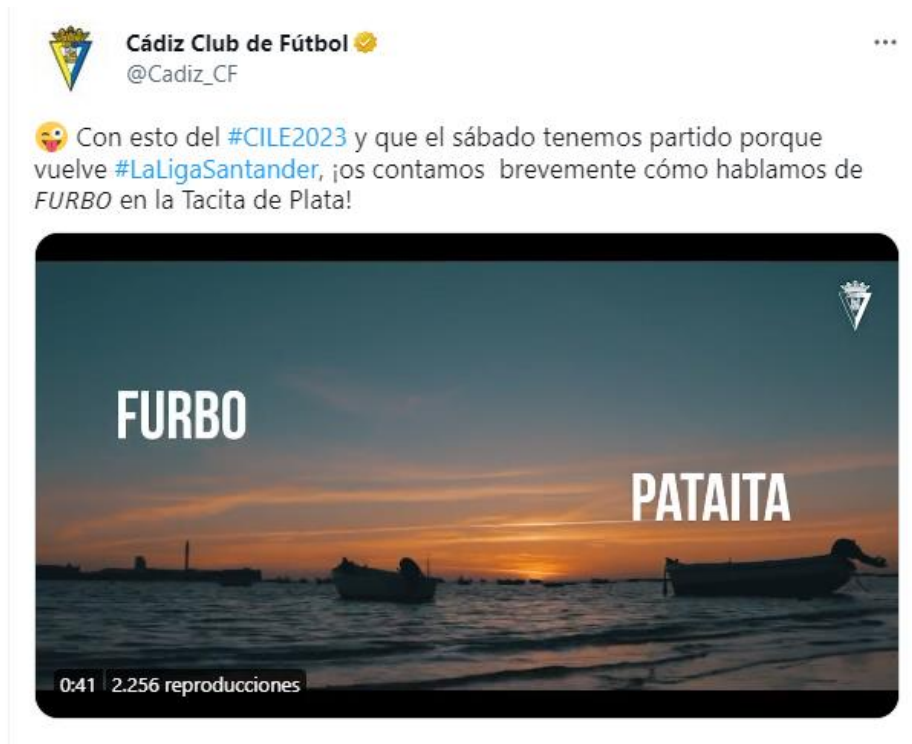 Cádiz Club de Fútbol
@Cadiz_CF
😜 Con esto del #CILE2023 y que el sábado tenemos partido porque
vuelve #LaLigaSantander, ¡os contamos brevemente cómo hablamos de
FURBO en la Tacita de Plata!
FURBO
PATAITA
0:41 2.256 reproducciones